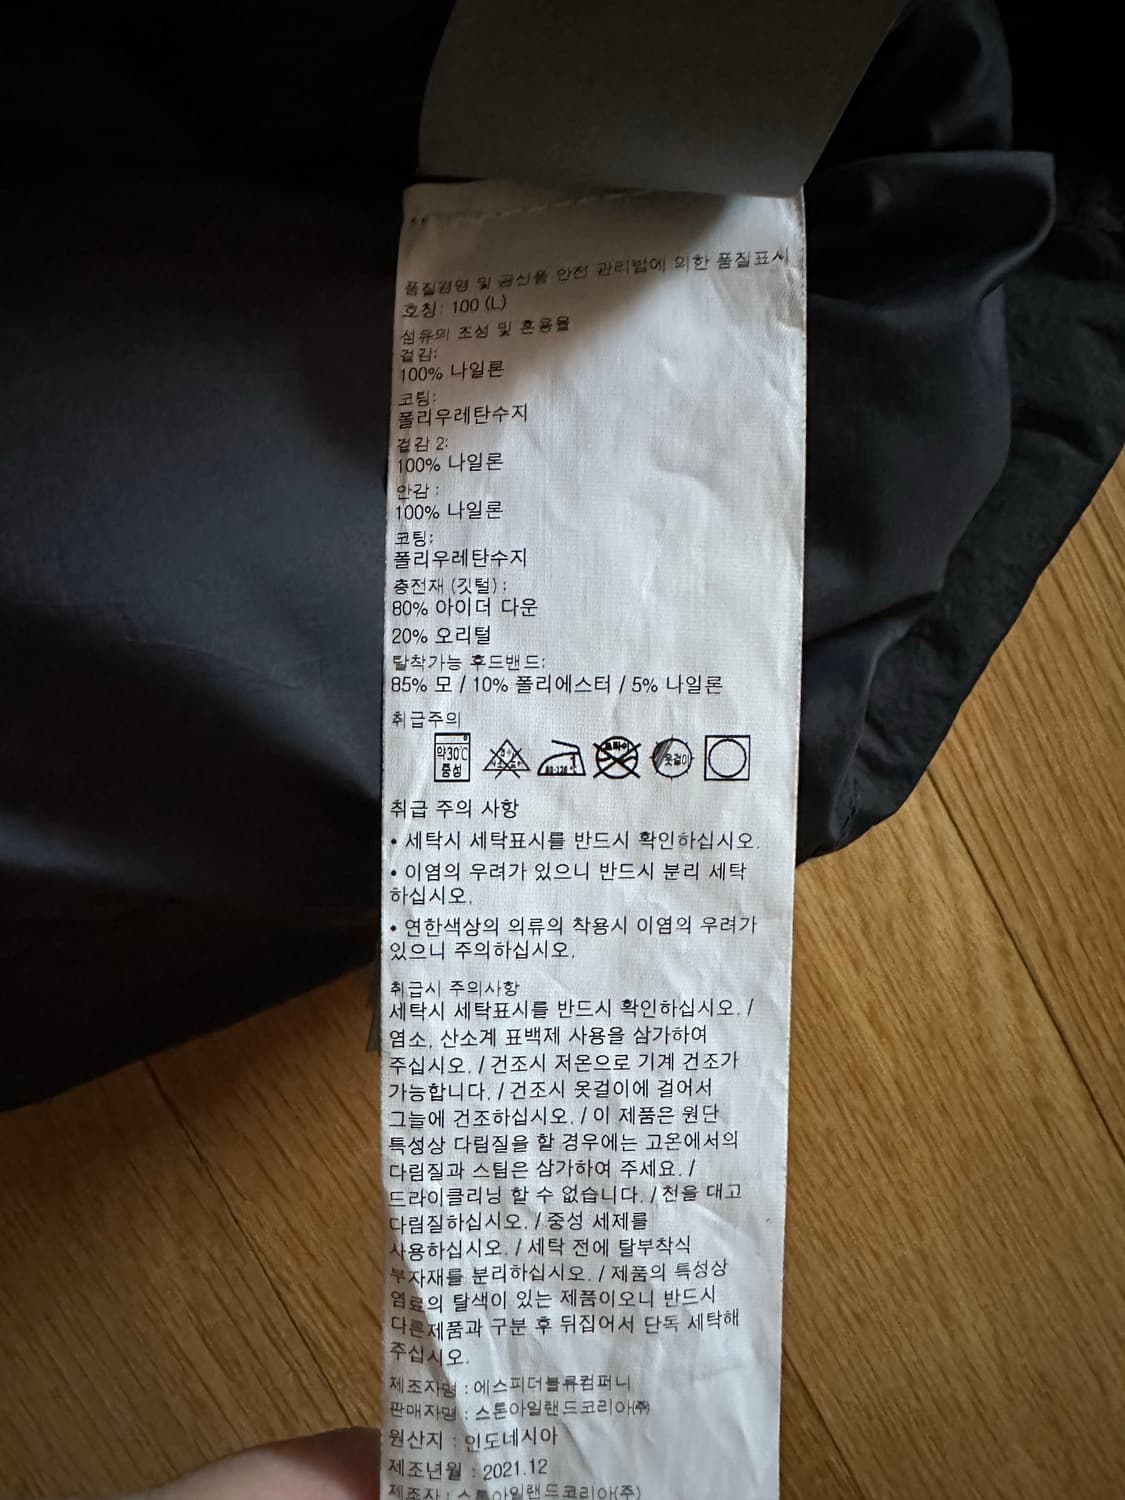 품질경영 및 공산품 안전 관리법에 의한 품질표시
호칭: 100 (L)
섬유의 조성 및 혼용율
겉감:
100% 나일론
코팅:
폴리우레탄수지
겉감 2:
100% 나일론
안감 :
100% 나일론
코팅:
폴리우레탄수지
충전재 (깃털) :
80% 아이더 다운
20% 오리털
탈착가능 후드밴드:
85% 모 / 10% 폴리에스터 / 5% 나일론
취급주의
약30℃
중성
드라이
옷걸이
취급 주의 사항
• 세탁시 세탁표시를 반드시 확인하십시오.
• 이염의 우려가 있으니 반드시 분리 세탁
하십시오.
• 연한색상의 의류의 착용시 이염의 우려가
있으니 주의하십시오.
취급시 주의사항
세탁시 세탁표시를 반드시 확인하십시오. /
염소, 산소계 표백제 사용을 삼가하여
주십시오. / 건조시 저온으로 기계 건조가
가능합니다. / 건조시 옷걸이에 걸어서
그늘에 건조하십시오. / 이 제품은 원단
특성상 다림질을 할 경우에는 고온에서의
다림질과 스팀은 삼가하여 주세요. /
드라이클리닝 할 수 없습니다. / 천을 대고
다림질하십시오. / 중성 세제를
사용하십시오. / 세탁 전에 탈부착식
부자재를 분리하십시오. / 제품의 특성상
염료의 탈색이 있는 제품이오니 반드시
다른제품과 구분 후 뒤집어서 단독 세탁해
주십시오.
제조자명 : 에스피더블류컴퍼니
판매자명 : 스톤아일랜드코리아㈜
원산지 : 인도네시아
제조년월 : 2021.12
제조자 : 스톤아일랜드코리아(주)